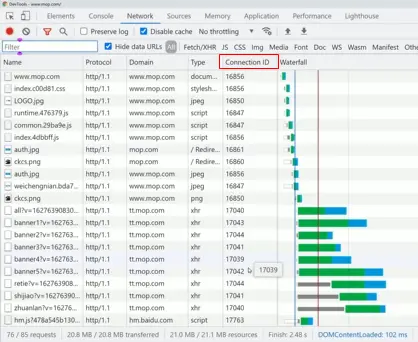 DevTools - www.mop.com/
Elements Console Network Sources Performance Memory Application Performance Lighthouse
Preserve log Disable cache No throttling
Filter Hide data URLs All Fetch/XHR JS CSS Img Media Font Doc WS Wasm Manifest Othe
Name Protocol Domain Type Connection ID Waterfall
www.mop.com http/1.1 www.mop.com docum... 16856
index.c00d81.css http/1.1 www.mop.com stylesh... 16856
LOGO.jpg http/1.1 www.mop.com jpeg 16850
runtime.476379.js http/1.1 www.mop.com script 16847
common.29ba9e.js http/1.1 www.mop.com script 16847
index.4dbbff.js http/1.1 www.mop.com script 16856
auth.jpg http/1.1 mop.com / Redire... 16861
ckcs.png http/1.1 mop.com / Redire... 16860
auth.jpg http/1.1 www.mop.com jpeg 16856
weichengnian.bda7... http/1.1 www.mop.com jpeg 16847
ckcs.png http/1.1 www.mop.com png 16850
all?v=16276390830... http/1.1 tt.mop.com xhr 17040
banner1?v=162763... http/1.1 tt.mop.com xhr 17043
banner2?v=162763... http/1.1 tt.mop.com xhr 17044
banner3?v=162763... http/1.1 tt.mop.com xhr 17041
banner4?v=162763... http/1.1 tt.mop.com xhr 17039
banner5?v=162763... http/1.1 tt.mop.com xhr 17042
17039
retie?v=162763908... http/1.1 tt.mop.com xhr 17044
shijiao?v=1627639... http/1.1 tt.mop.com xhr 17041
zhuanlan?v=16276... http/1.1 tt.mop.com xhr 17040
hm.js?478a545b130... http/1.1 hm.baidu.com script 17763
76 / 85 requests 20.8 MB / 20.8 MB transferred 21.0 MB / 21.1 MB resources Finish: 2.48 s DOMContentLoaded: 102 ms